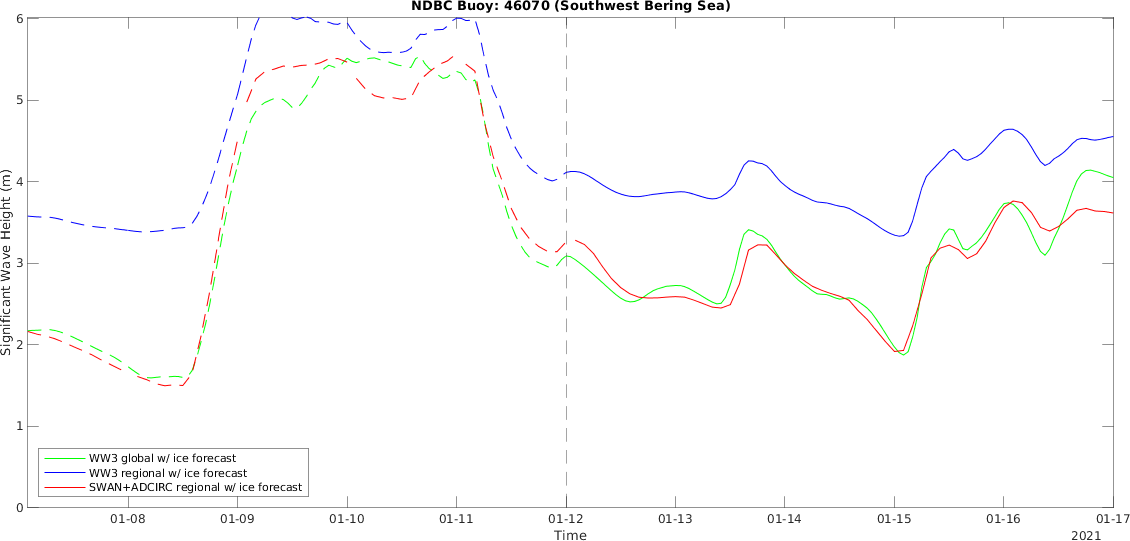 NDBC Buoy: 46070 (Southwest Bering Sea)
6
5
4
3
2
1
0
Significant Wave Height (m)
WW3 global w/ ice forecast
WW3 regional w/ ice forecast
SWAN+ADCIRC regional w/ ice forecast
01-08 01-09 01-10 01-11 01-12 01-13 01-14 01-15 01-16 01-17
Time
2021